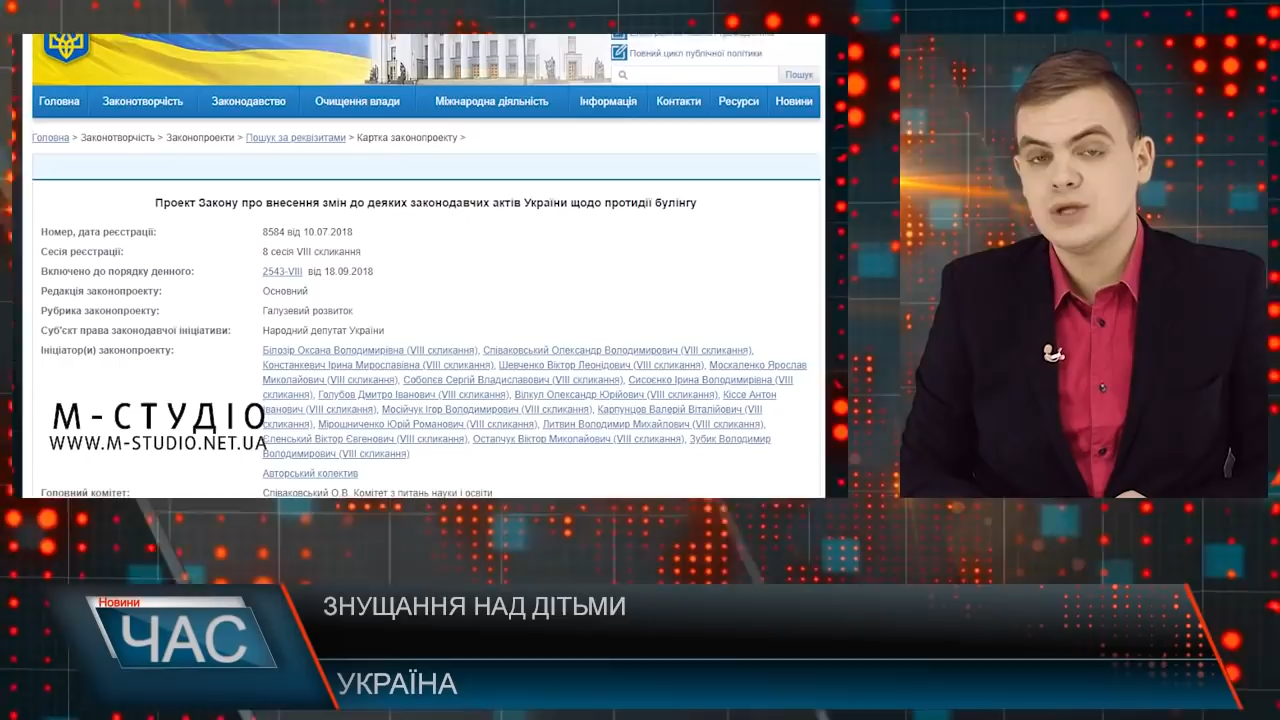 Повний цикл публічної політики
Пошук
Головна Законотворчість Законодавство Очищення влади Міжнародна діяльність Інформація Контакти Ресурси Новини
Головна > Законотворчість > Законопроекти > Пошук за реквізитами > Картка законопроекту >
Проект Закону про внесення змін до деяких законодавчих актів України щодо протидії булінгу
Номер, дата реєстрації: 8584 від 10.07.2018
Сесія реєстрації: 8 сесія VIII скликання
Включено до порядку денного: 2543-VIII від 18.09.2018
Редакція законопроекту: Основний
Рубрика законопроекту: Галузевий розвиток
Суб'єкт права законодавчої ініціативи: Народний депутат України
Ініціатор(и) законопроекту: Білозір Оксана Володимирівна (VIII скликання), Співаковський Олександр Володимирович (VIII скликання),
Констанкевич Ірина Мирославівна (VIII скликання), Шевченко Віктор Леонідович (VIII скликання), Москаленко Ярослав
Миколайович (VIII скликання), Соболєв Сергій Владиславович (VIII скликання), Сисоєнко Ірина Володимирівна (VIII
скликання), Голубов Дмитро Іванович (VIII скликання), Вілкул Олександр Юрійович (VIII скликання), Кіссе Антон
Іванович (VIII скликання), Мосійчук Ігор Володимирович (VIII скликання), Карпунцов Валерій Віталійович (VIII
скликання), Мірошниченко Юрій Романович (VIII скликання), Литвин Володимир Михайлович (VIII скликання),
Єленський Віктор Євгенович (VIII скликання), Остапчук Віктор Миколайович (VIII скликання), Зубик Володимир
Володимирович (VIII скликання)
Авторський колектив
Головний комітет: Співаковський О.В. Комітет з питань науки і освіти
М-СТУДІО
WWW.M-STUDIO.NET.UA
Новини
ЧАС
ЗНУЩАННЯ НАД ДІТЬМИ
УКРАЇНА